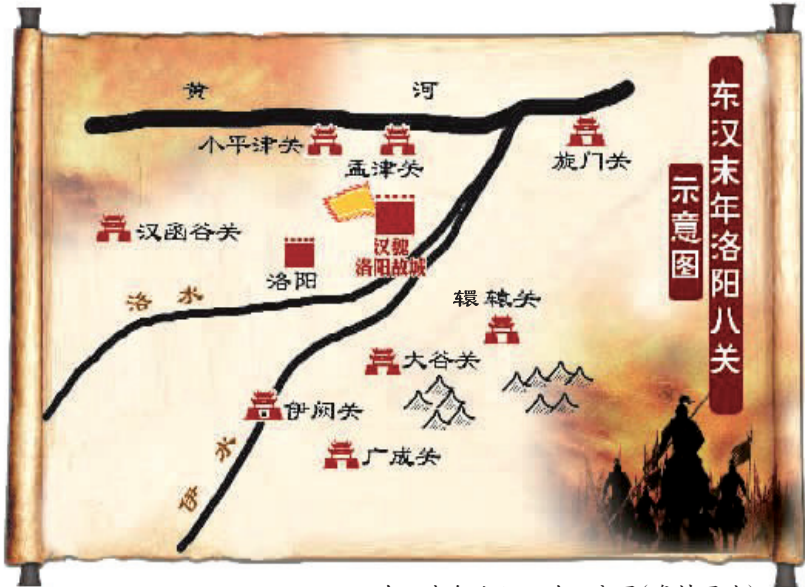 东汉末年洛阳八关
示意图
黄 河
小平津关
孟津关
旋门关
汉函谷关
洛阳
汉魏
洛阳故城
洛水
轘辕关
大谷关
伊阙关
广成关
伊水